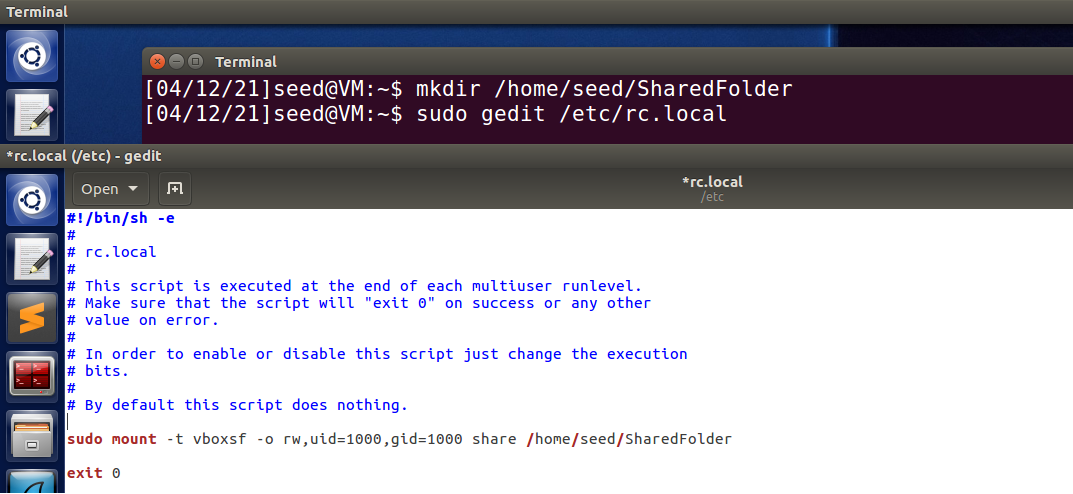 Terminal
Terminal
[04/12/21]seed@VM:~$ mkdir /home/seed/SharedFolder
[04/12/21]seed@VM:~$ sudo gedit /etc/rc.local
*rc.local (/etc) - gedit
Open
*rc.local
/etc
#!/bin/sh -e
#
# rc.local
#
# This script is executed at the end of each multiuser runlevel.
# Make sure that the script will "exit 0" on success or any other
# value on error.
#
# In order to enable or disable this script just change the execution
# bits.
#
# By default this script does nothing.
sudo mount -t vboxsf -o rw,uid=1000,gid=1000 share /home/seed/SharedFolder
exit 0